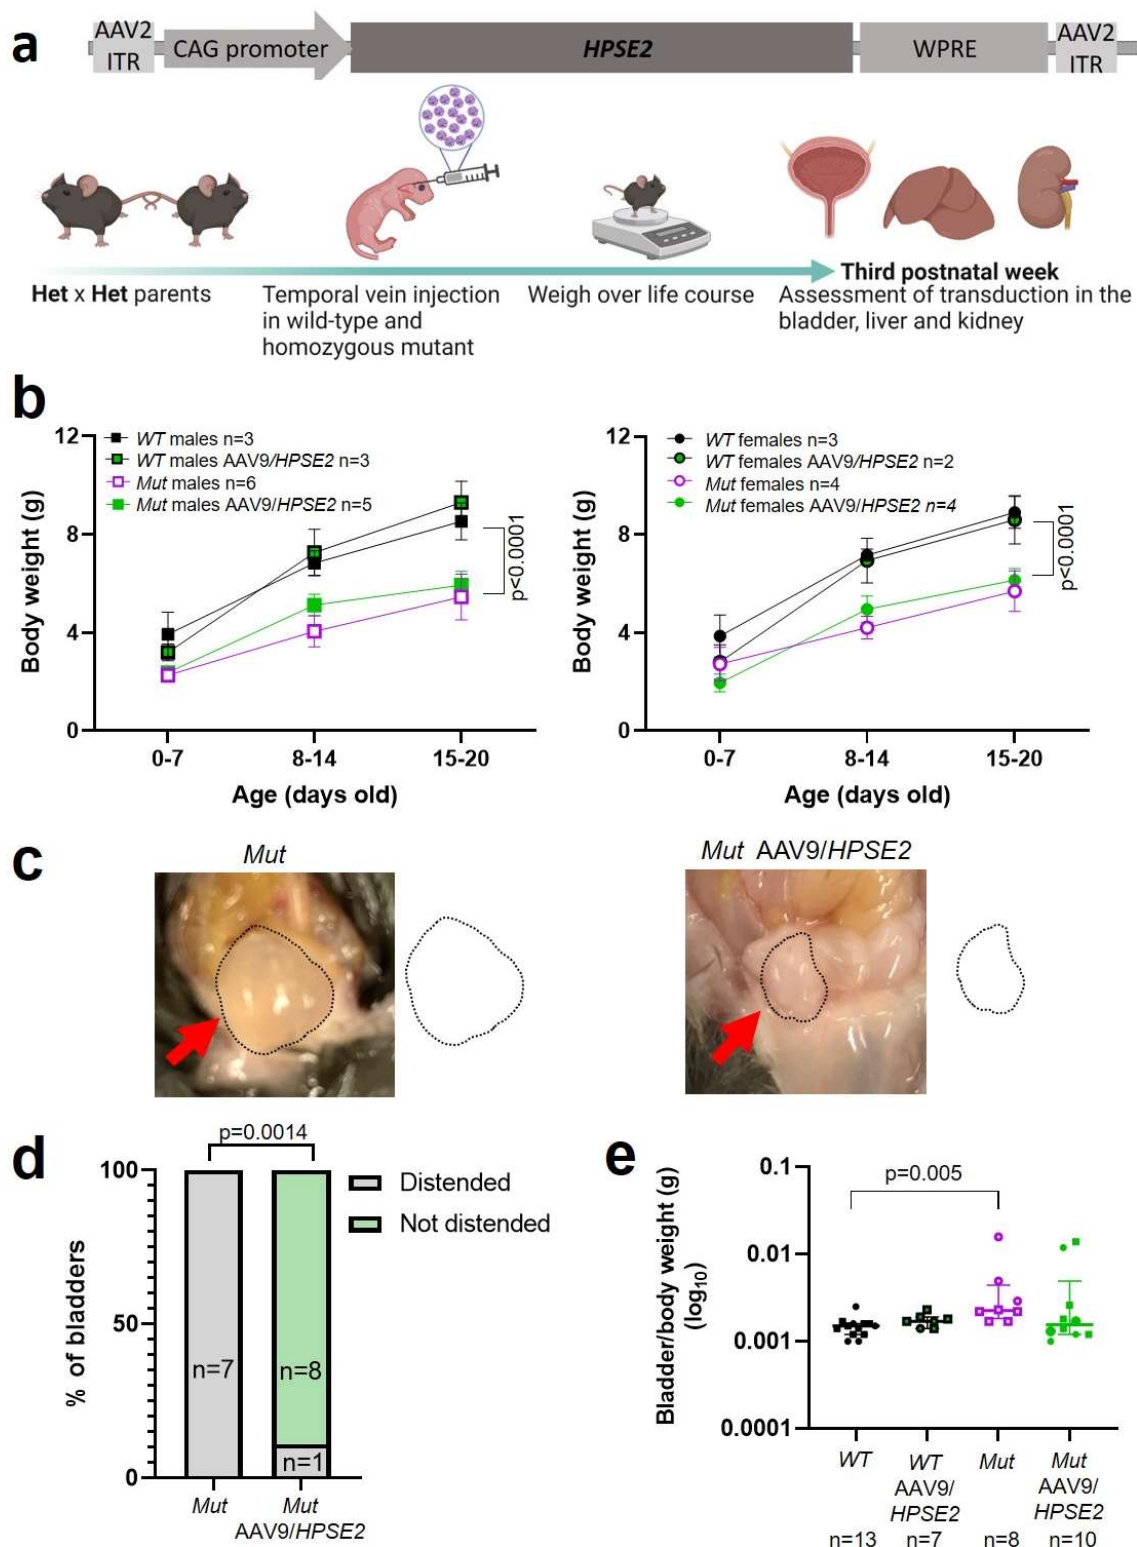 a
AAV2
ITR
CAG promoter
HPSE2
WPRE
AAV2
ITR
Third postnatal week
Het x Het parents
Temporal vein injection
in wild-type and
homozygous mutant
Weigh over life course
Assessment of transduction in the
bladder, liver and kidney
b
12
8
4
0
Body weight (g)
WT males n=3
WT males AAV9/HPSE2 n=3
Mut males n=6
Mut males AAV9/HPSE2 n=5
p<0.0001
0-7
8-14
15-20
Age (days old)
12
8
4
0
Body weight (g)
WT females n=3
WT females AAV9/HPSE2 n=2
Mut females n=4
Mut females AAV9/HPSE2 n=4
p<0.0001
0-7
8-14
15-20
Age (days old)
c
Mut
Mut AAV9/HPSE2
d
p=0.0014
100
50
0
% of bladders
n=7
n=8
n=1
Distended
Not distended
Mut
Mut
AAV9/HPSE2
e
p=0.005
0.1
0.01
0.001
0.0001
Bladder/body weight (g)
(log10)
WT
WT
AAV9/
HPSE2
Mut
Mut
AAV9/
HPSE2
n=13
n=7
n=8
n=10